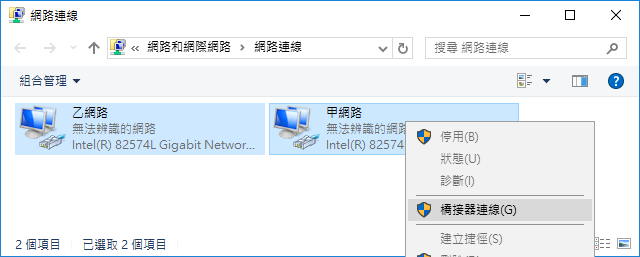 網路連線
« 網路和網際網路 › 網路連線
搜尋 網路連線
組合管理
乙網路
無法辨識的網路
Intel(R) 82574L Gigabit Networ...
甲網路
無法辨識的網路
Intel(R) 82574
停用(B)
狀態(U)
診斷(I)
橋接器連線(G)
建立捷徑(S)
2 個項目
已選取 2 個項目